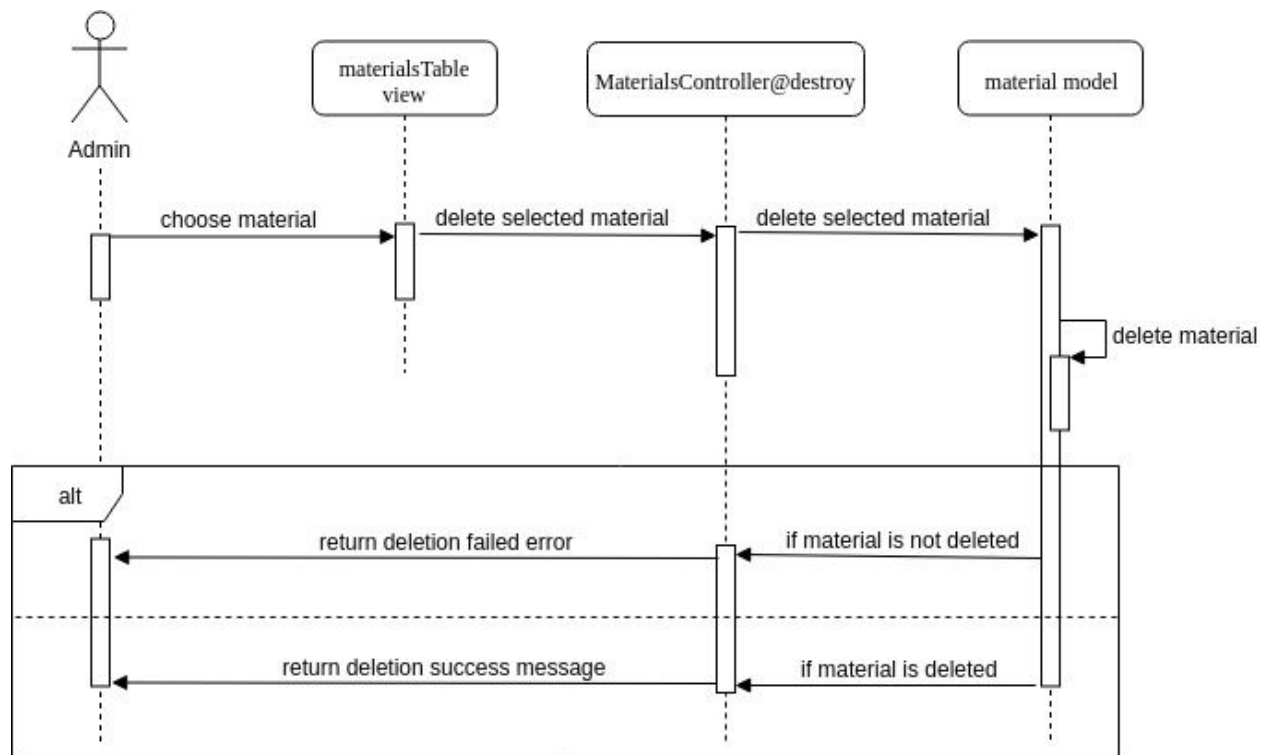 materialsTable
view
MaterialsController@destroy
material model
Admin
choose material
delete selected material
delete selected material
delete material
alt
return deletion failed error
if material is not deleted
return deletion success message
if material is deleted